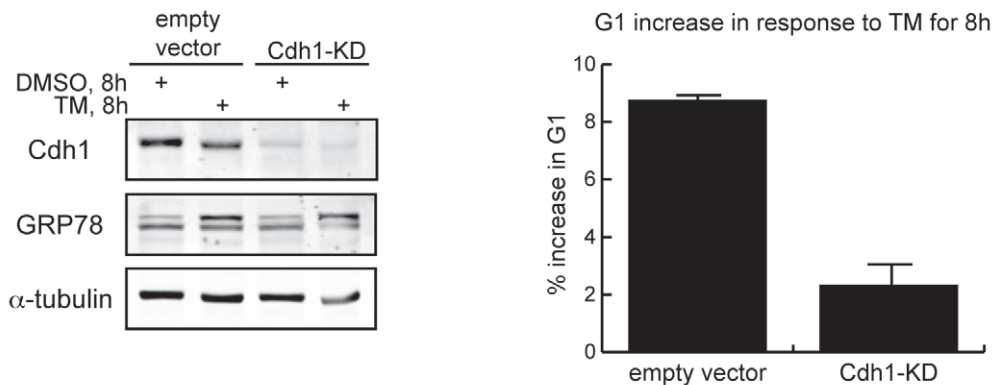 empty
vector
Cdh1-KD
DMSO, 8h + +
TM, 8h + +
Cdh1
GRP78
α-tubulin
G1 increase in response to TM for 8h
% increase in G1
10
8
6
4
2
0
empty vector
Cdh1-KD